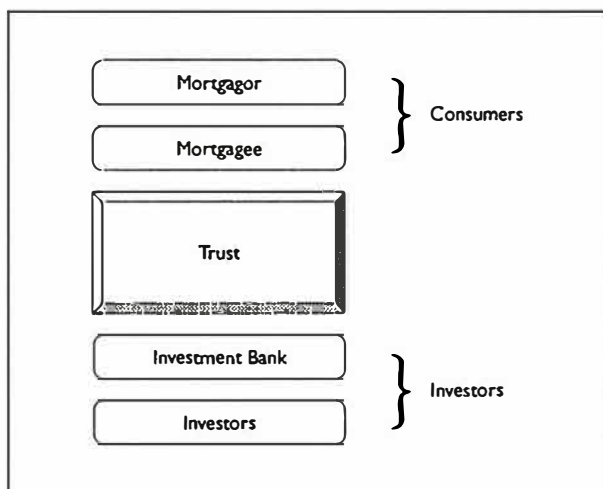 Mortgagor
Consumers
Mortgagee
Trust
Investment Bank
Investors
Investors